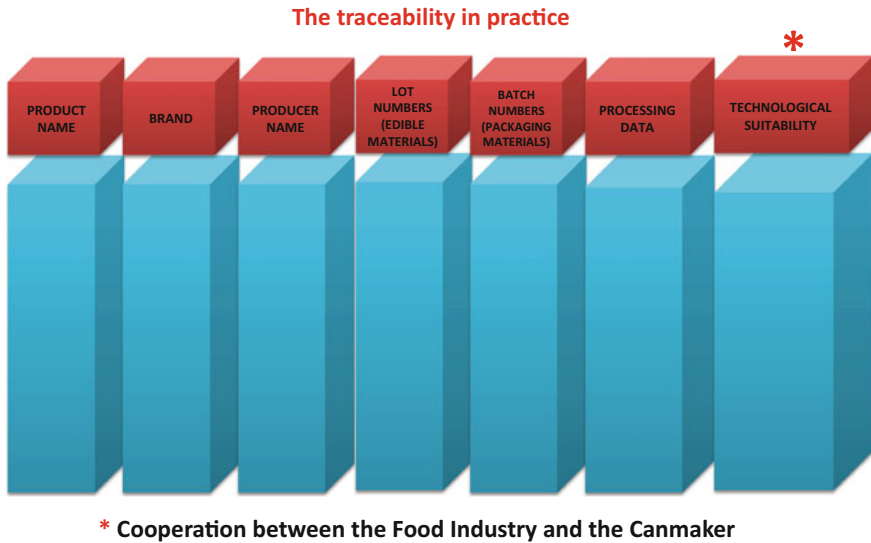 The traceability in practice
*
PRODUCT
NAME
BRAND
PRODUCER
NAME
LOT
NUMBERS
(EDIBLE
MATERIALS)
BATCH
NUMBERS
(PACKAGING
MATERIALS)
PROCESSING
DATA
TECHNOLOGICAL
SUITABILITY
* Cooperation between the Food Industry and the Canmaker